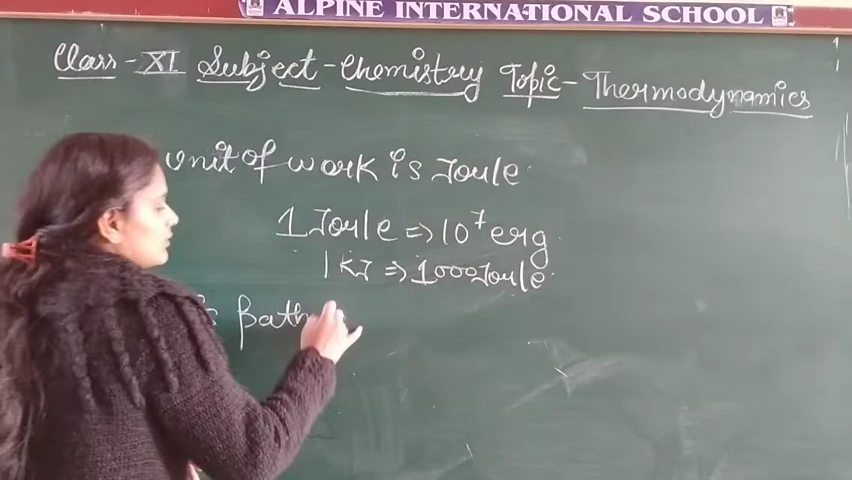 ALPINE INTERNATIONAL SCHOOL
Class - XI Subject - Chemistry Topic - Thermodynamics
unit of work is Joule
1 Joule => 10⁷ erg
1 KJ => 1000 Joule
is Path